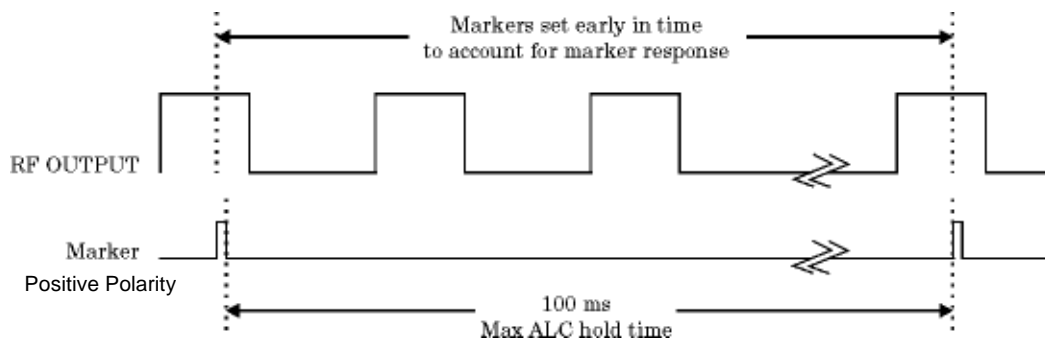 Markers set early in time
to account for marker response
RF OUTPUT
Marker
Positive Polarity
100 ms
Max ALC hold time